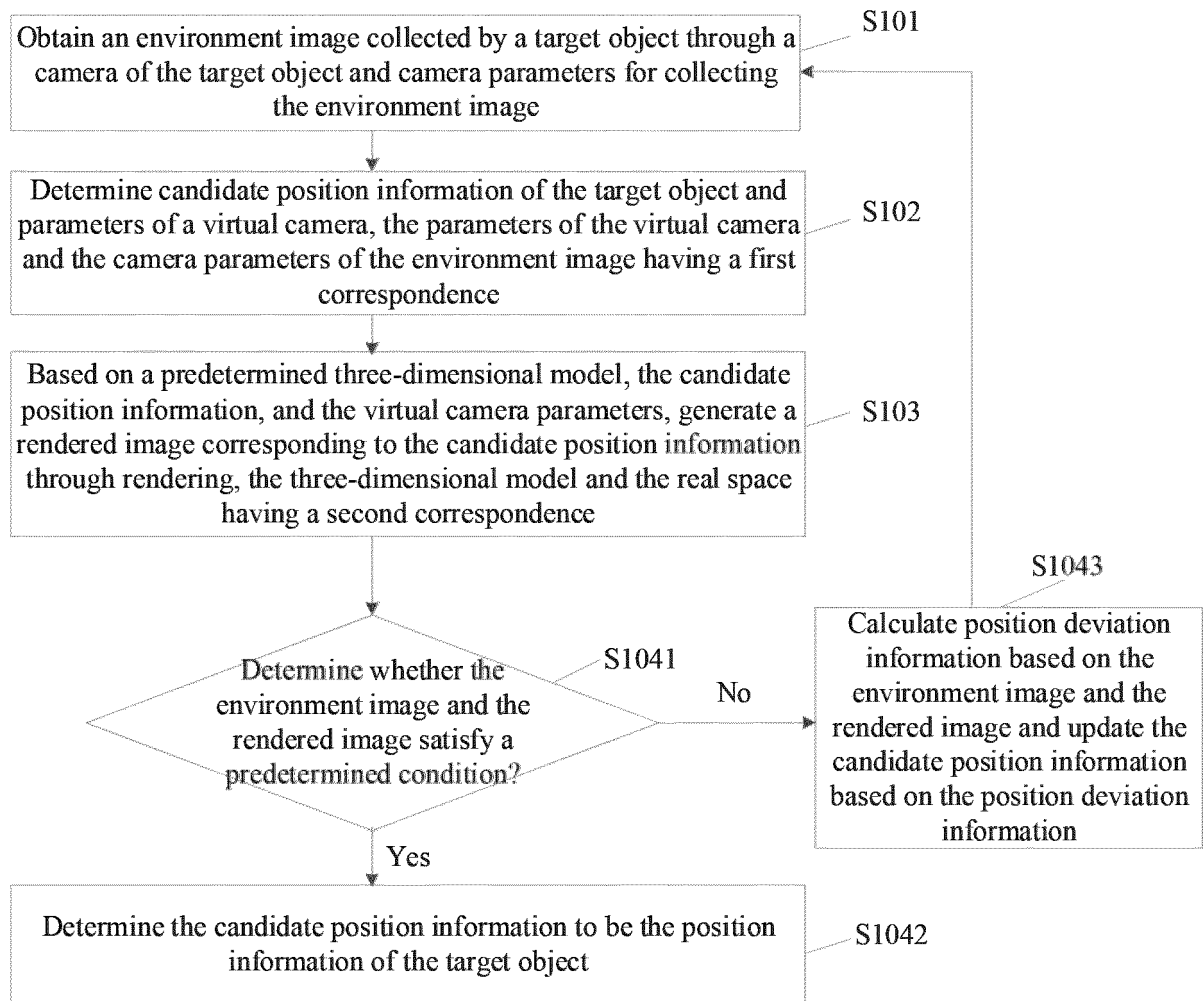 S101
Obtain an environment image collected by a target object through a
camera of the target object and camera parameters for collecting
the environment image
Determine candidate position information of the target object and
parameters of a virtual camera, the parameters of the virtual camera
and the camera parameters of the environment image having a first
correspondence
S102
Based on a predetermined three-dimensional model, the candidate
position information, and the virtual camera parameters, generate a
rendered image corresponding to the candidate position information
through rendering, the three-dimensional model and the real space
having a second correspondence
S103
Determine whether the
environment image and the
rendered image satisfy a
predetermined condition?
S1041
No
S1043
Calculate position deviation
information based on the
environment image and the
rendered image and update the
candidate position information
based on the position deviation
information
Yes
Determine the candidate position information to be the position
information of the target object
S1042